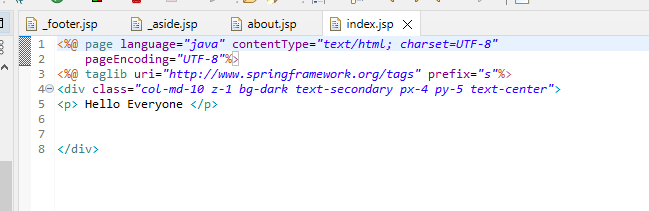 _footer.jsp _aside.jsp about.jsp index.jsp
1 <%@ page language="java" contentType="text/html; charset=UTF-8"
2 pageEncoding="UTF-8"%>
3 <%@ taglib uri="http://www.springframework.org/tags" prefix="s"%>
4 <div class="col-md-10 z-1 bg-dark text-secondary px-4 py-5 text-center">
5 <p> Hello Everyone </p>
6
7
8 </div>